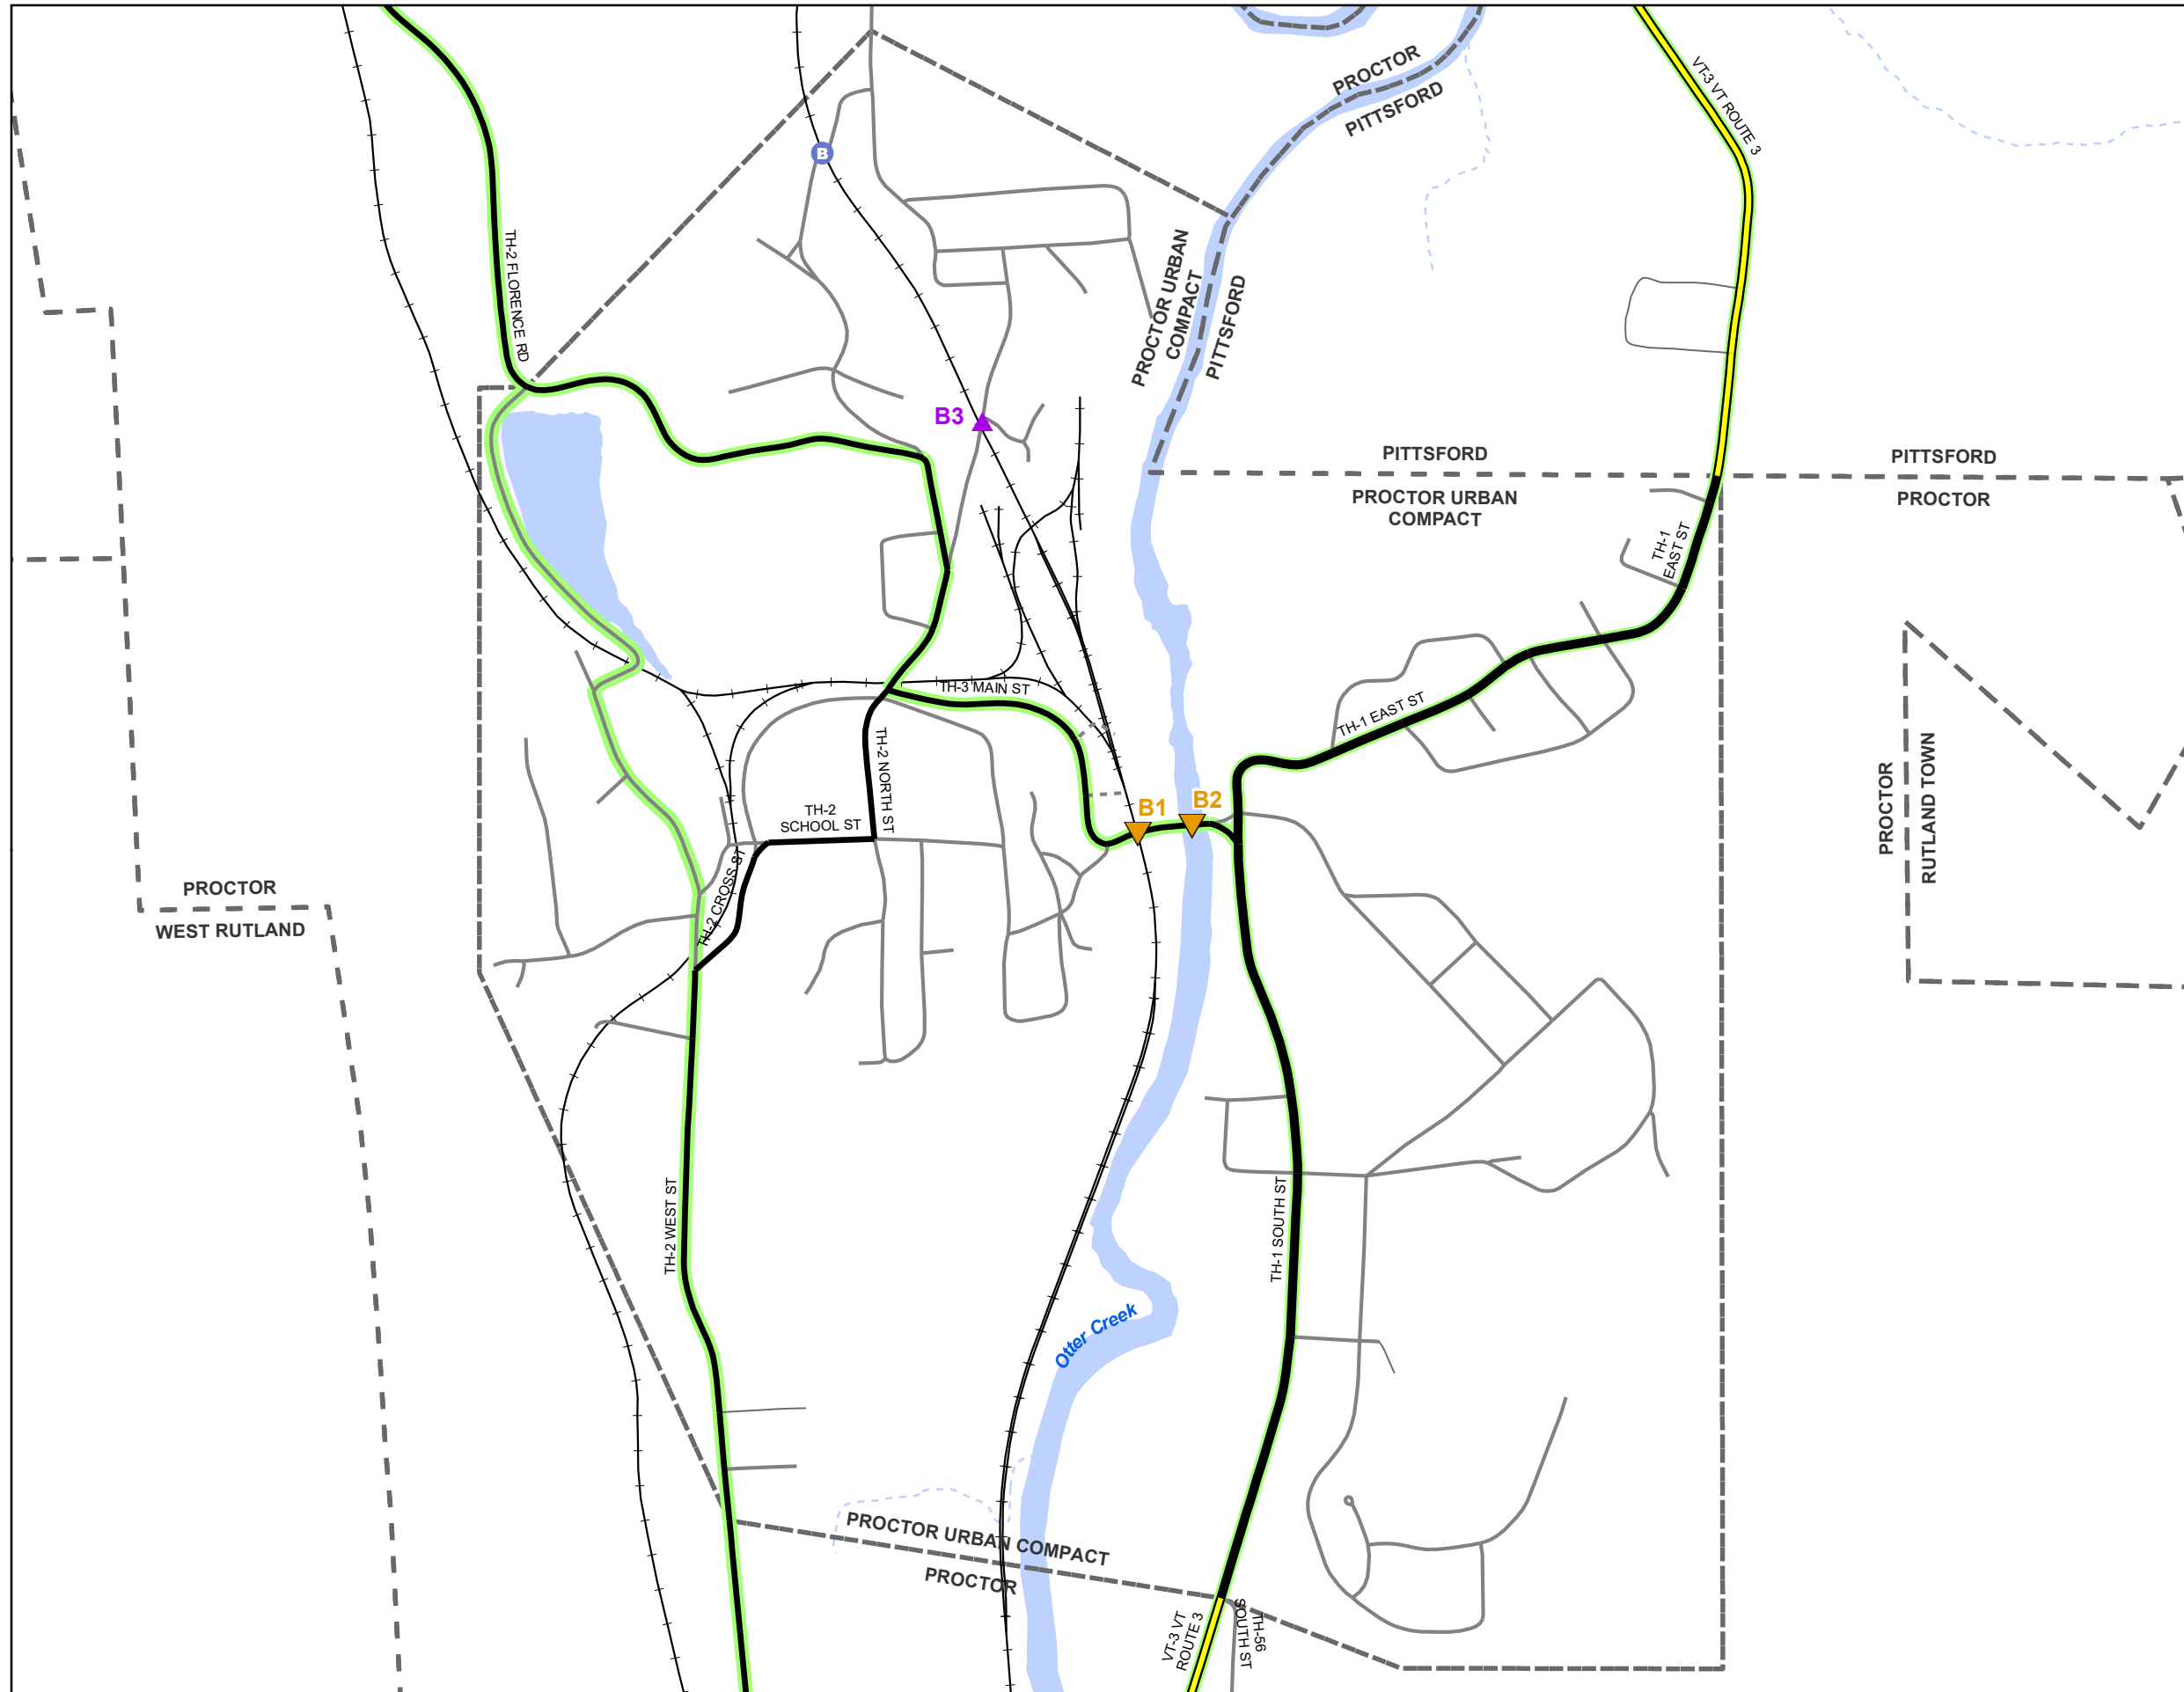 PROCTOR
PITTSFORD
VT-3 VT ROUTE 3
B
TH-2 FLORENCE RD
PROCTOR URBAN
COMPACT
PITTSFORD
B3
PITTSFORD
PROCTOR URBAN
COMPACT
PITTSFORD
PROCTOR
TH-1
EAST ST
TH-3 MAIN ST
TH-1 EAST ST
TH-2 NORTH ST
B1
B2
TH-2
SCHOOL ST
TH-2 CROSS ST
PROCTOR
RUTLAND TOWN
PROCTOR
WEST RUTLAND
TH-2 WEST ST
TH-1 SOUTH ST
Otter Creek
PROCTOR URBAN COMPACT
PROCTOR
VT-3 VT
ROUTE 3
TH-56
SOUTH ST